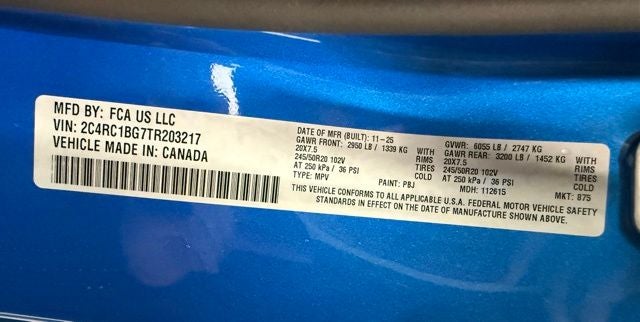 MFD BY: FCA US LLC
VIN: 2C4RC1BG7TR203217
VEHICLE MADE IN: CANADA
DATE OF MFR (BUILT): 11-25 GVWR: 6055 LB / 2747 KG
GAWR FRONT: 2950 LB / 1339 KG WITH GAWR REAR: 3200 LB / 1452 KG WITH
20X7.5 RIMS 20X7.5 RIMS
245/50R20 102V TIRES 245/50R20 102V TIRES
AT 250 kPa / 36 PSI COLD AT 250 kPa / 36 PSI COLD
TYPE: MPV PAINT: PBJ MDH: 112615 MKT: 875
THIS VEHICLE CONFORMS TO ALL APPLICABLE U.S.A. FEDERAL MOTOR VEHICLE SAFETY
STANDARDS IN EFFECT ON THE DATE OF MANUFACTURE SHOWN ABOVE.